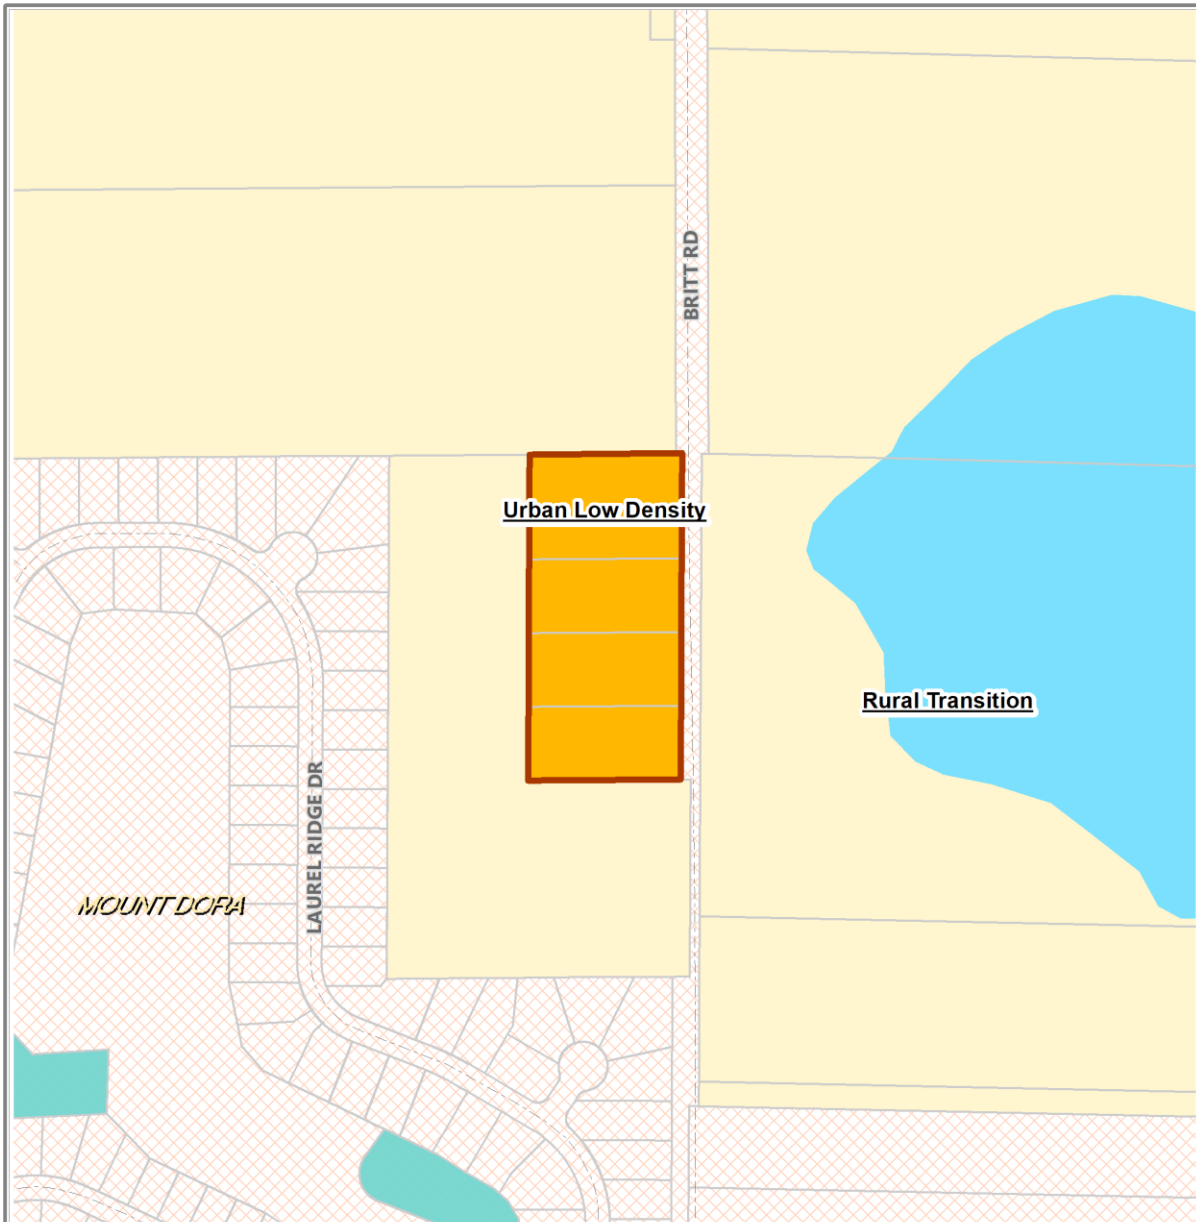 BRITT RD
Urban Low Density
Rural Transition
LAUREL RIDGE DR
MOUNT DORA